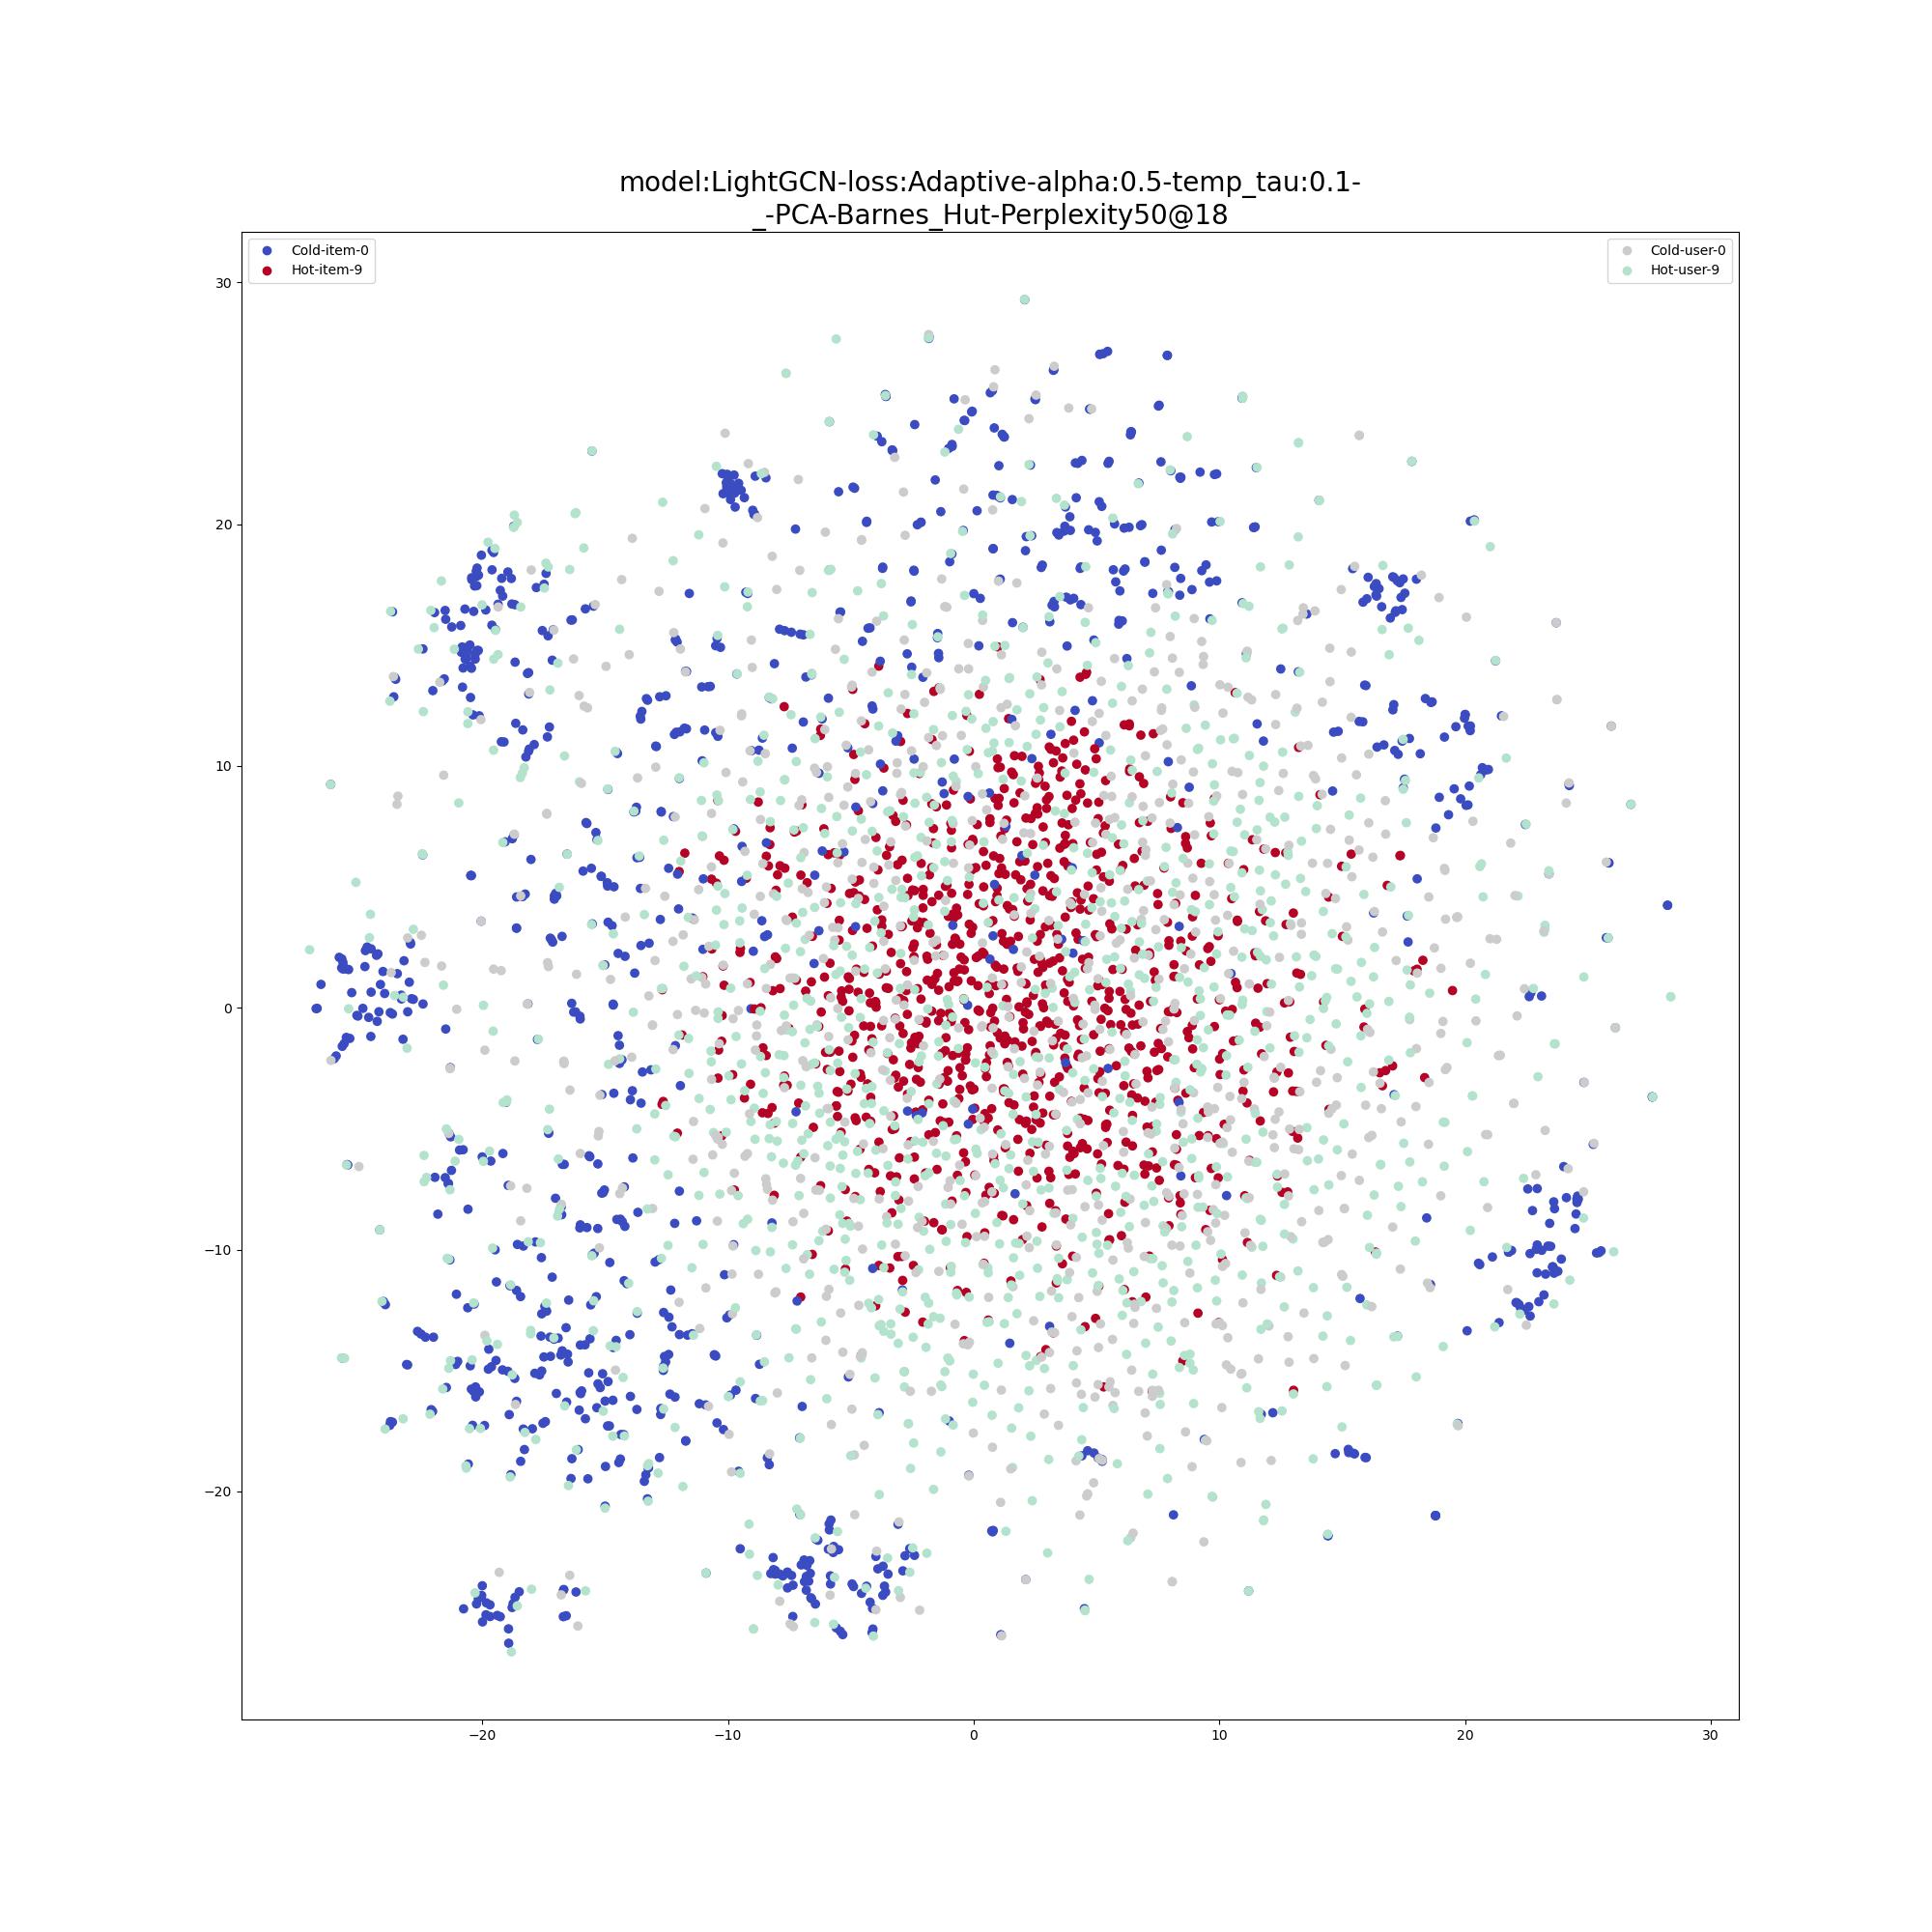 model:LightGCN-loss:Adaptive-alpha:0.5-temp_tau:0.1-
_-PCA-Barnes_Hut-Perplexity50@18
Cold-item-0
Hot-item-9
Cold-user-0
Hot-user-9
30
20
10
0
−10
−20
−20
−10
0
10
20
30